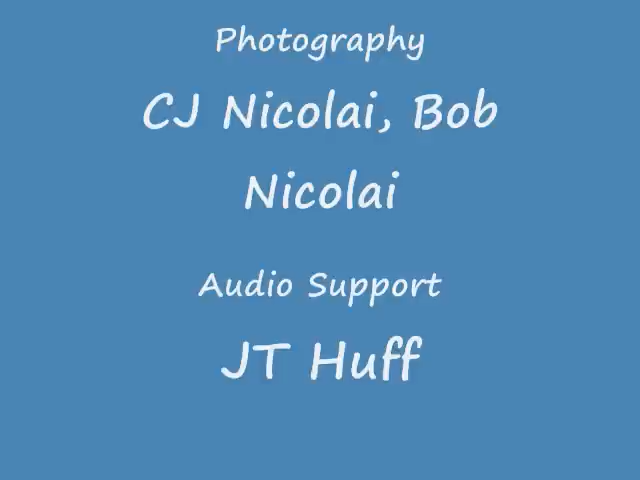 Photography
CJ Nicolai, Bob
Nicolai
Audio Support
JT Huff